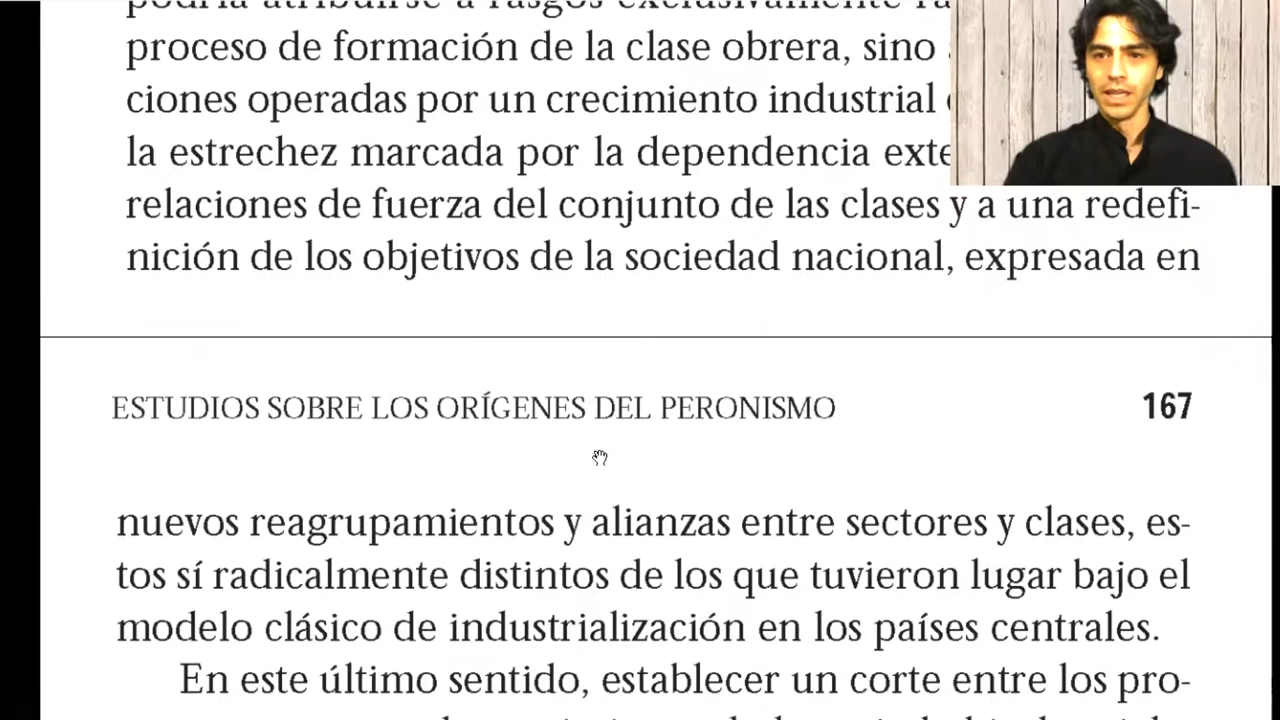 podría atribuirse a rasgos exclusivamente
proceso de formación de la clase obrera, sino
ciones operadas por un crecimiento industrial
la estrechez marcada por la dependencia exte
relaciones de fuerza del conjunto de las clases y a una redefi-
nición de los objetivos de la sociedad nacional, expresada en
ESTUDIOS SOBRE LOS ORÍGENES DEL PERONISMO 167
nuevos reagrupamientos y alianzas entre sectores y clases, es-
tos sí radicalmente distintos de los que tuvieron lugar bajo el
modelo clásico de industrialización en los países centrales.
En este último sentido, establecer un corte entre los pro-